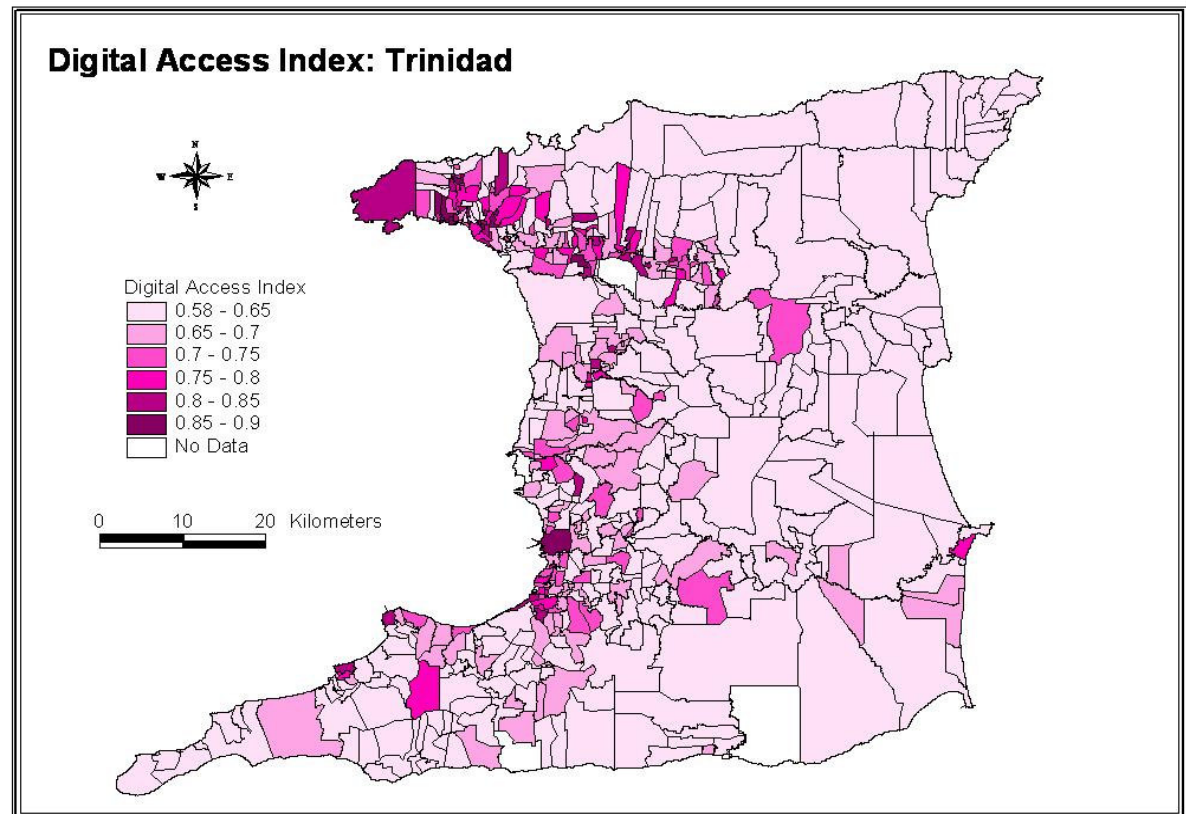 Digital Access Index: Trinidad
N
W E
S
Digital Access Index
0.58 - 0.65
0.65 - 0.7
0.7 - 0.75
0.75 - 0.8
0.8 - 0.85
0.85 - 0.9
No Data
0 10 20 Kilometers